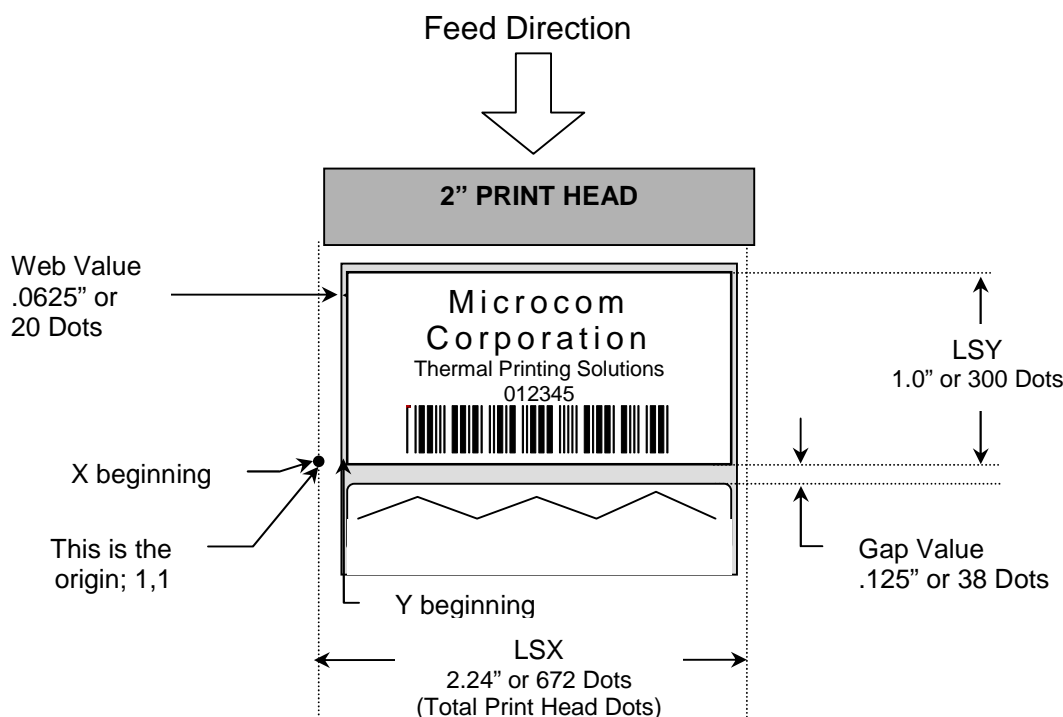 Feed Direction
2” PRINT HEAD
Web Value
.0625” or
20 Dots
Microcom
Corporation
Thermal Printing Solutions
012345
LSY
1.0” or 300 Dots
X beginning
This is the
origin; 1,1
Gap Value
.125” or 38 Dots
Y beginning
LSX
2.24” or 672 Dots
(Total Print Head Dots)